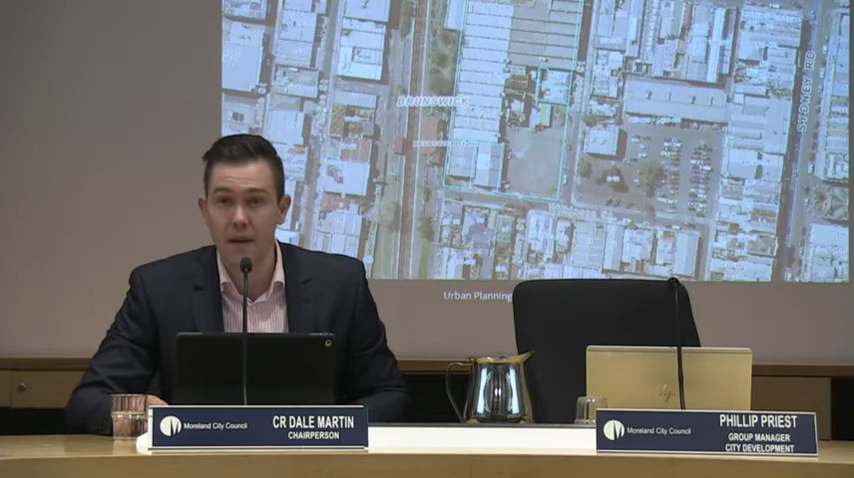 BRUNSWICK
SYDNEY RD
Urban Planning
Moreland City Council
CR DALE MARTIN
CHAIRPERSON
Moreland City Council
PHILLIP PRIEST
GROUP MANAGER
CITY DEVELOPMENT
hp